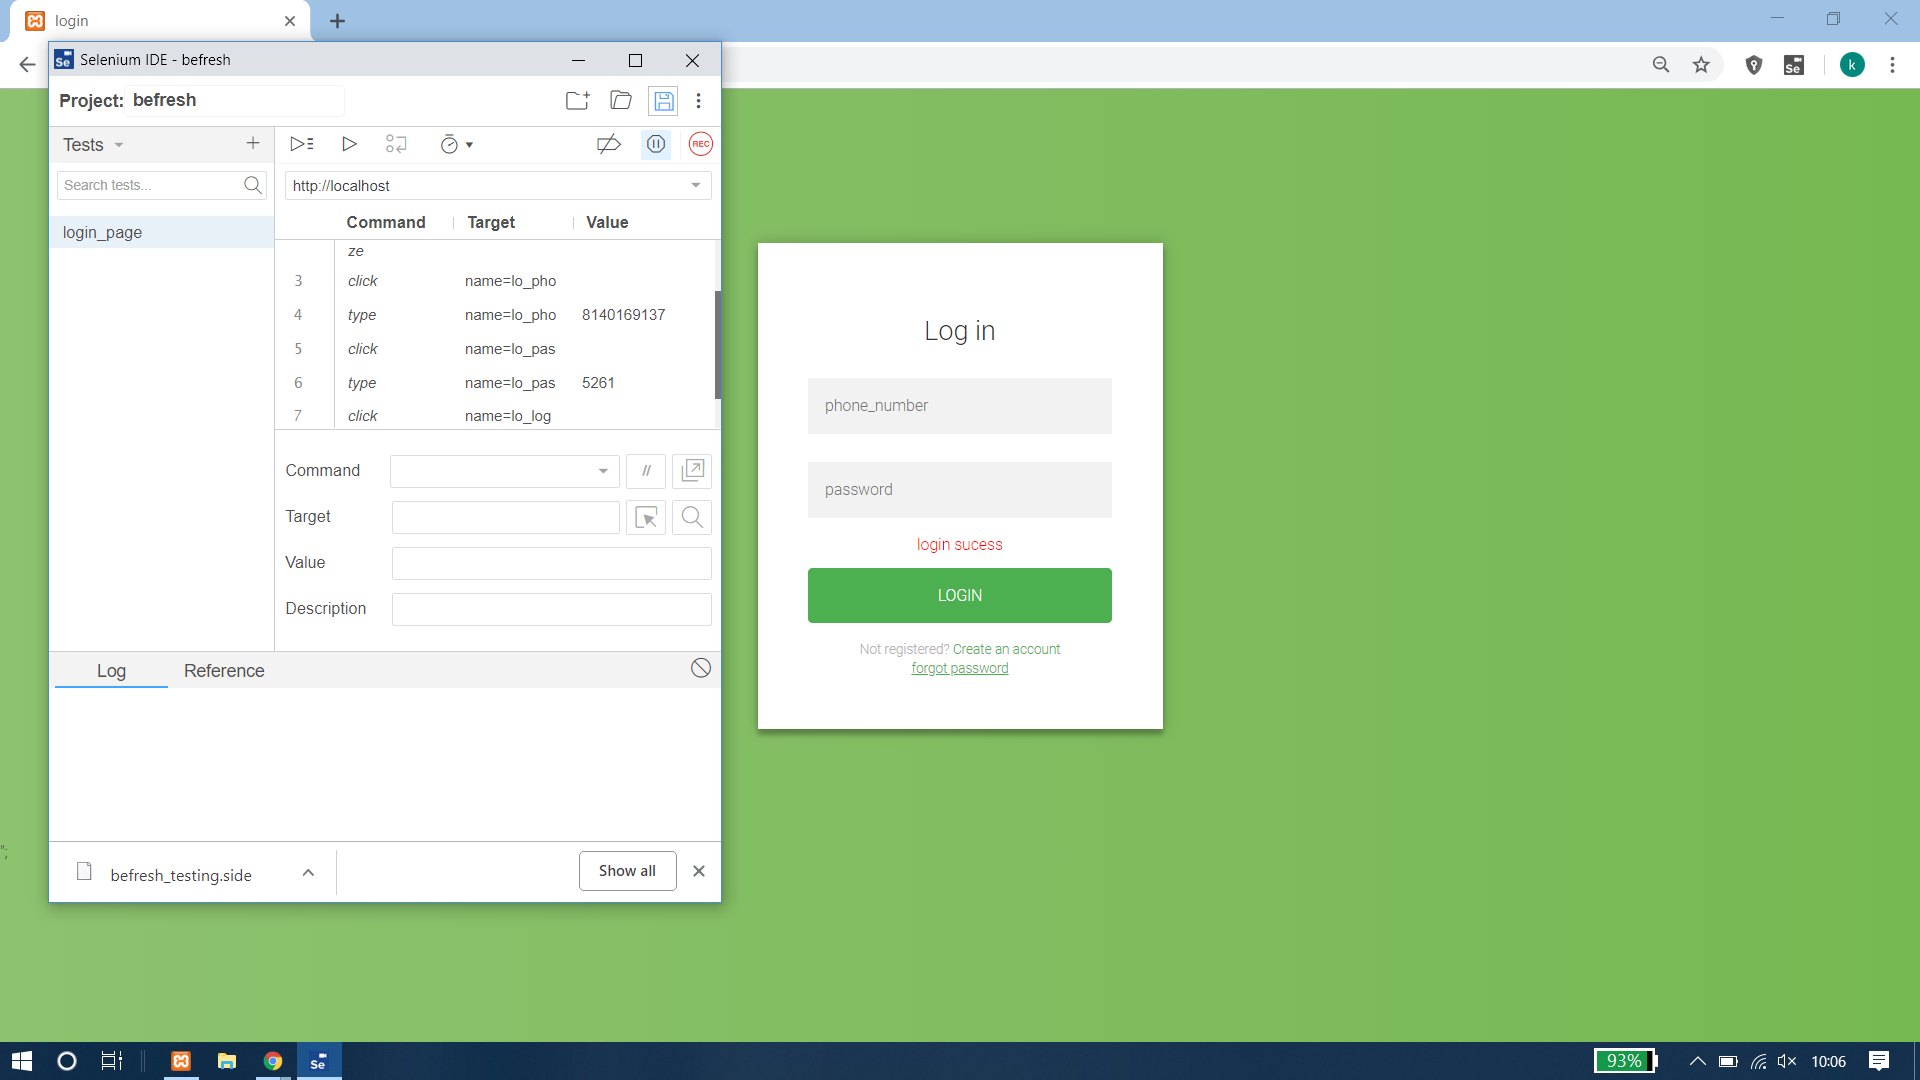 login
Selenium IDE - befresh
Project: befresh
Tests
REC
Search tests...
http://localhost
login_page
Command Target Value
ze
3 click name=lo_pho
4 type name=lo_pho 8140169137
5 click name=lo_pas
6 type name=lo_pas 5261
7 click name=lo_log
Command
//
Target
Value
Description
Log Reference
befresh_testing.side
Show all
Se
k
Log in
phone_number
password
login sucess
LOGIN
Not registered? Create an account
forgot password
";
Se
93%
10:06